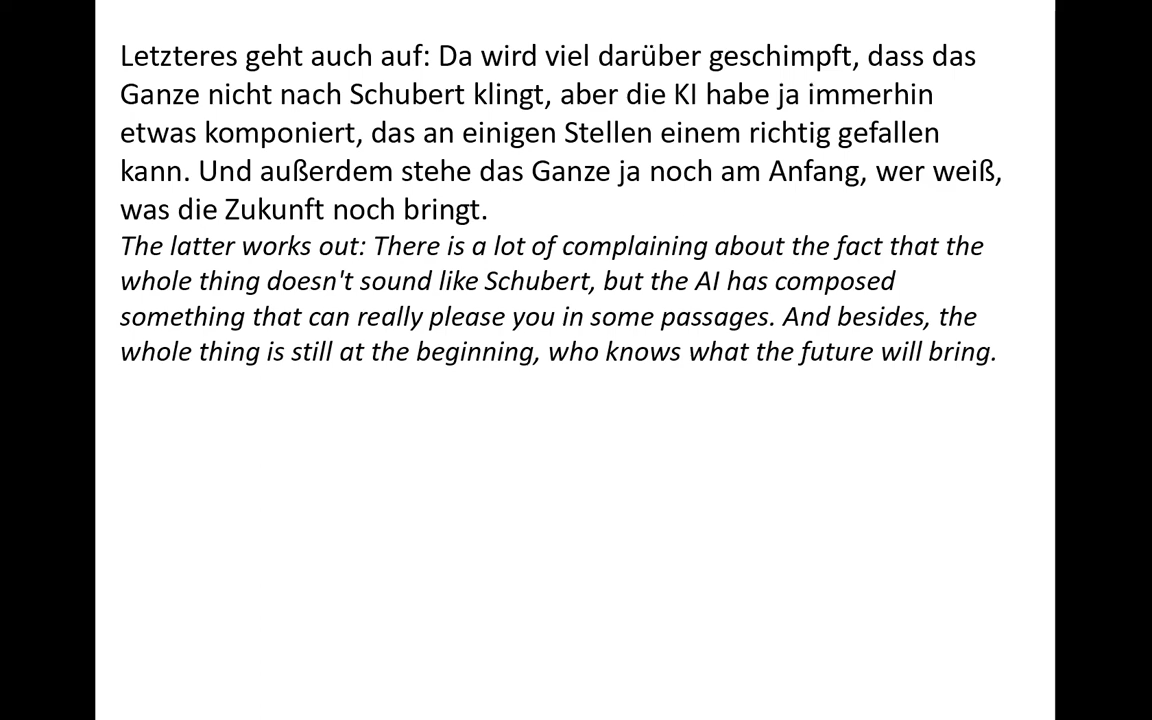 Letzteres geht auch auf: Da wird viel darüber geschimpft, dass das
Ganze nicht nach Schubert klingt, aber die KI habe ja immerhin
etwas komponiert, das an einigen Stellen einem richtig gefallen
kann. Und außerdem stehe das Ganze ja noch am Anfang, wer weiß,
was die Zukunft noch bringt.
The latter works out: There is a lot of complaining about the fact that the
whole thing doesn't sound like Schubert, but the AI has composed
something that can really please you in some passages. And besides, the
whole thing is still at the beginning, who knows what the future will bring.